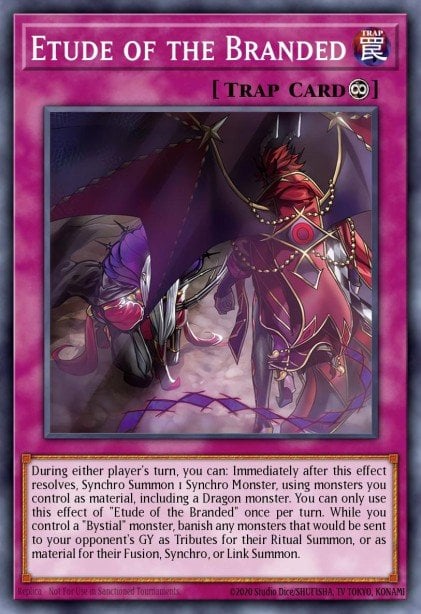 Etude of the Branded
TRAP
罠
[Trap Card]
During either player's turn, you can: Immediately after this effect
resolves, Synchro Summon 1 Synchro Monster, using monsters you
control as material, including a Dragon monster. You can only use
this effect of "Etude of the Branded" once per turn. While you
control a "Bystial" monster, banish any monsters that would be sent
to your opponent's GY as Tributes for their Ritual Summon, or as
material for their Fusion, Synchro, or Link Summon.
Replica - Not For Use in Sanctioned Tournaments
©2020 Studio Dice/SHUEISHA, TV TOKYO, KONAMI